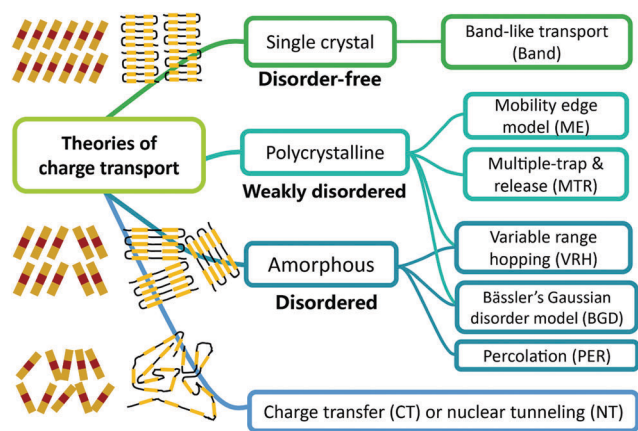 Single crystal
Disorder-free
Band-like transport
(Band)
Theories of
charge transport
Polycrystalline
Weakly disordered
Mobility edge
model (ME)
Multiple-trap &
release (MTR)
Amorphous
Disordered
Variable range
hopping (VRH)
Bässler's Gaussian
disorder model (BGD)
Percolation (PER)
Charge transfer (CT) or nuclear tunneling (NT)